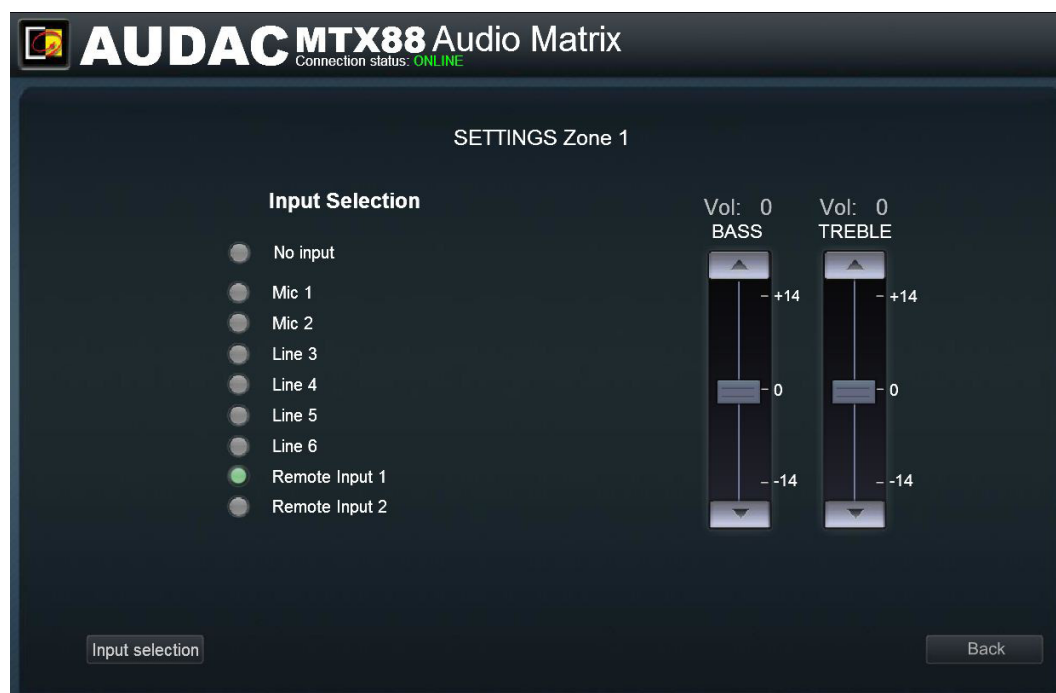 AUDAC MTX88 Audio Matrix
Connection status: ONLINE
SETTINGS Zone 1
Input Selection
No input
Mic 1
Mic 2
Line 3
Line 4
Line 5
Line 6
Remote Input 1
Remote Input 2
Vol: 0
BASS
+14
0
-14
Vol: 0
TREBLE
+14
0
-14
Input selection
Back